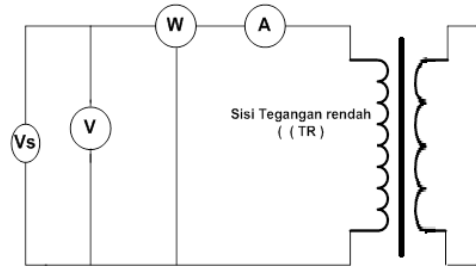 W
A
Vs
V
Sisi Tegangan rendah
( ( TR )